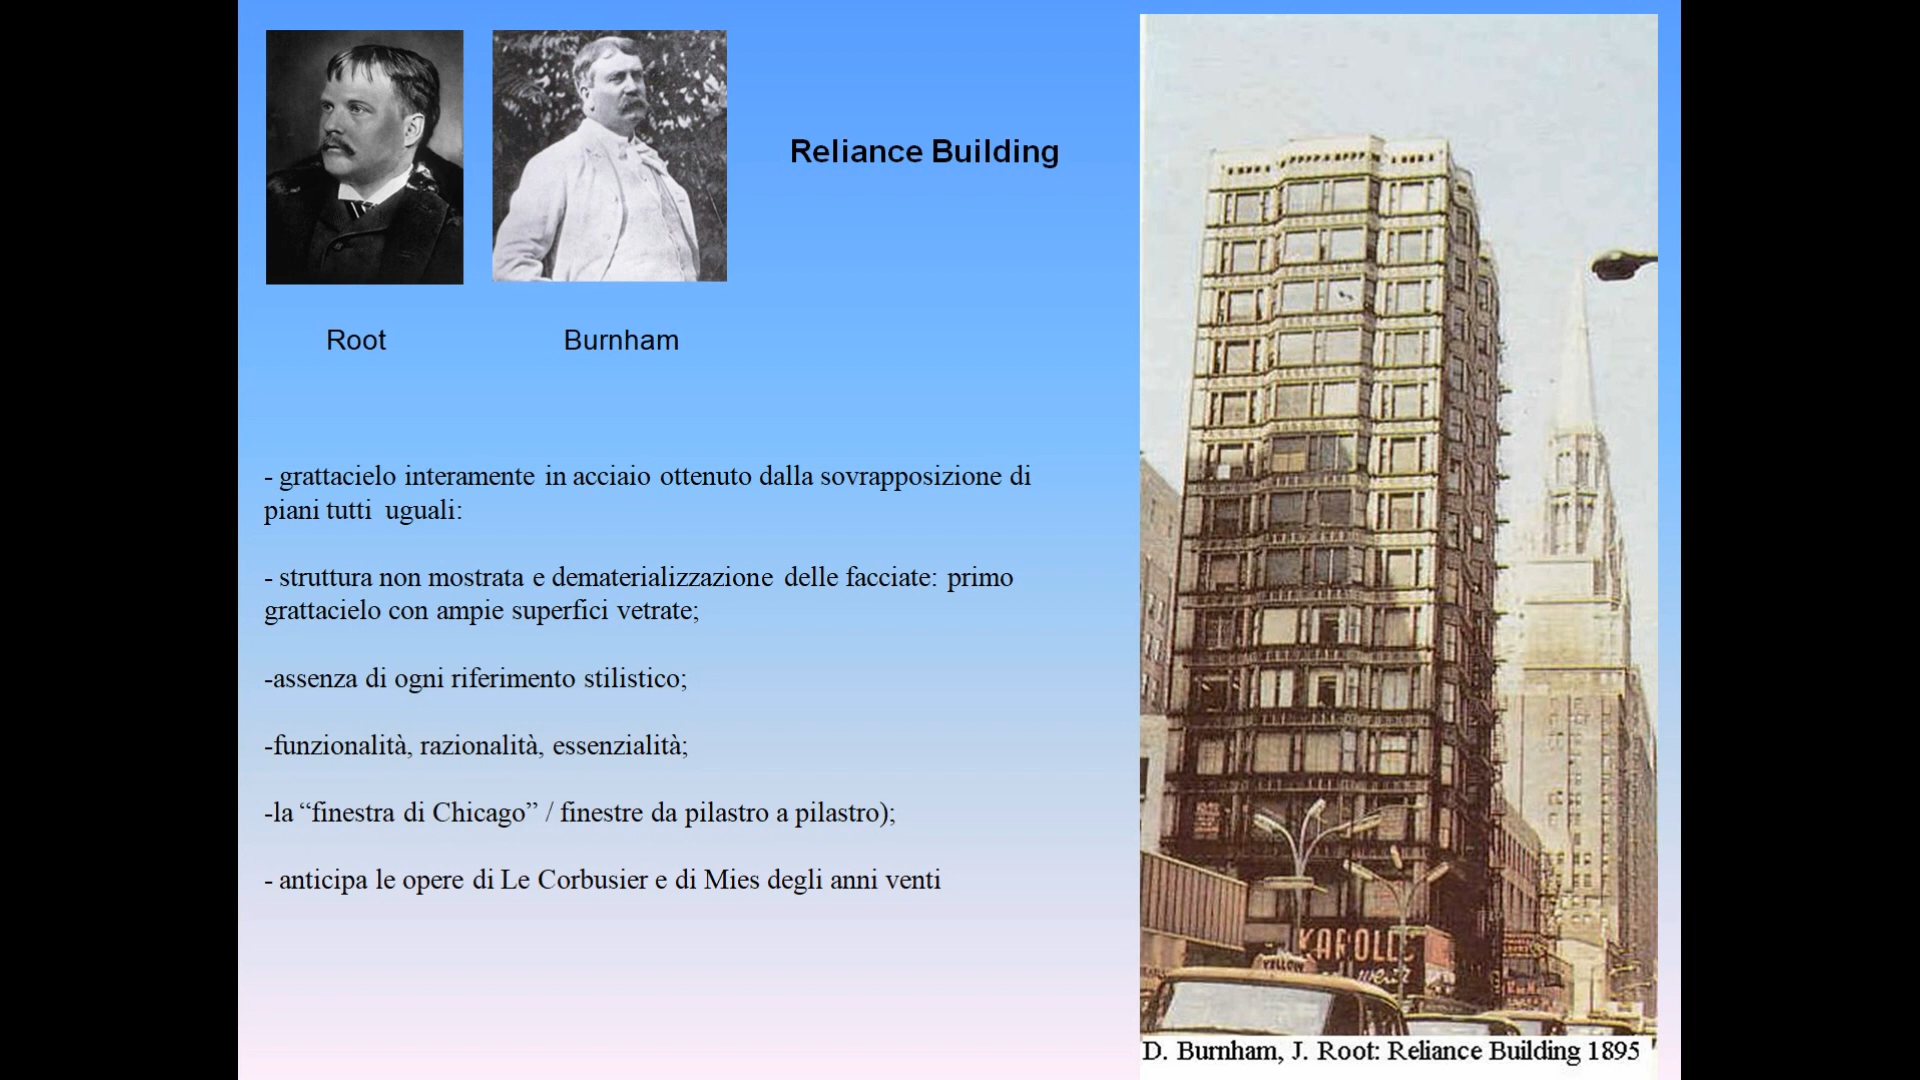 Reliance Building
Root
Burnham
- grattacielo interamente in acciaio ottenuto dalla sovrapposizione di
piani tutti uguali:
- struttura non mostrata e dematerializzazione delle facciate: primo
grattacielo con ampie superfici vetrate;
-assenza di ogni riferimento stilistico;
-funzionalità, razionalità, essenzialità;
-la “finestra di Chicago” / finestre da pilastro a pilastro);
- anticipa le opere di Le Corbusier e di Mies degli anni venti
KAROLL'S
YELLOW
D. Burnham, J. Root: Reliance Building 1895